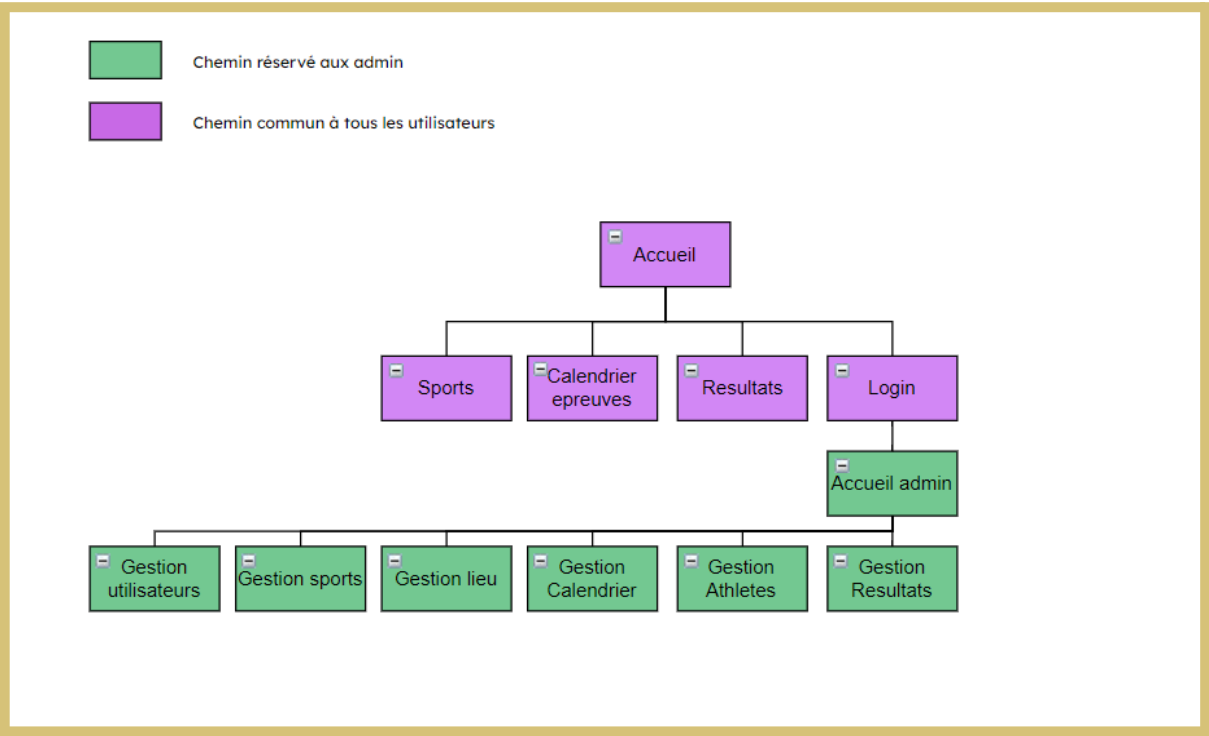 Chemin réservé aux admin
Chemin commun à tous les utilisateurs
Accueil
Sports
Calendrier
epreuves
Resultats
Login
Accueil admin
Gestion
utilisateurs
Gestion sports
Gestion lieu
Gestion
Calendrier
Gestion
Athletes
Gestion
Resultats